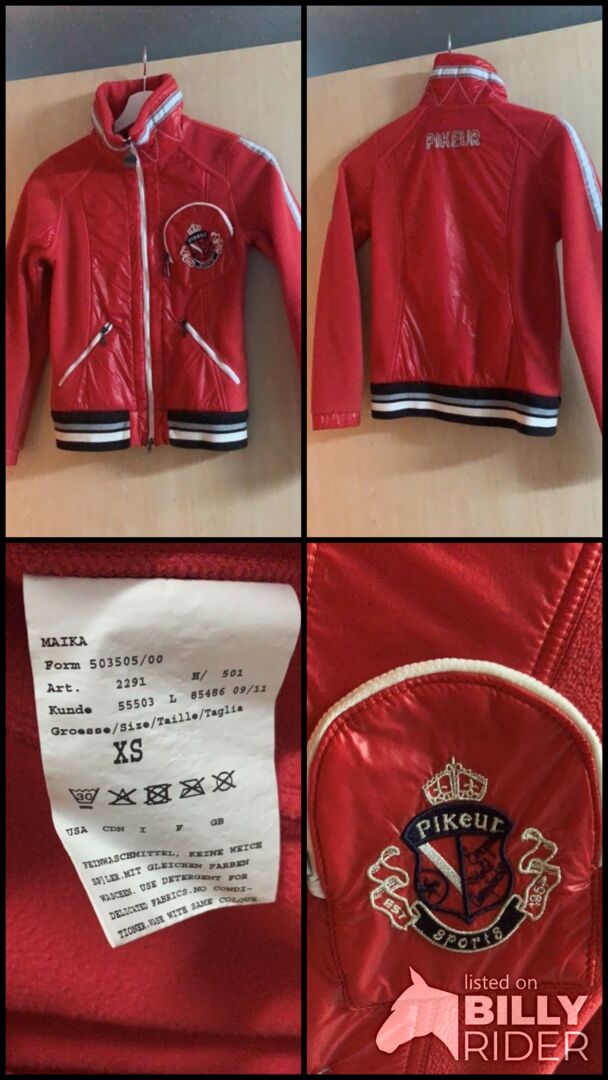 PIKeur
sports
PIKEUR
MAIKA
Form 503505/00
Art. 2291 H/ 501
Kunde 55503 L 85486 09/11
Groesse/Size/Taille/Taglia
XS
30
USA CDN I F GB
FEINWASCHMITTEL, KEINE WEICH
SPÜLER.MIT GLEICHEN FARBEN
WASCHEN. USE DETERGENT FOR
DELICATED FABRICS.NO CONDI-
TIONER.WASH WITH SAME COLOUR
PIKeur
EST
sports
listed on
BILLY
RIDER